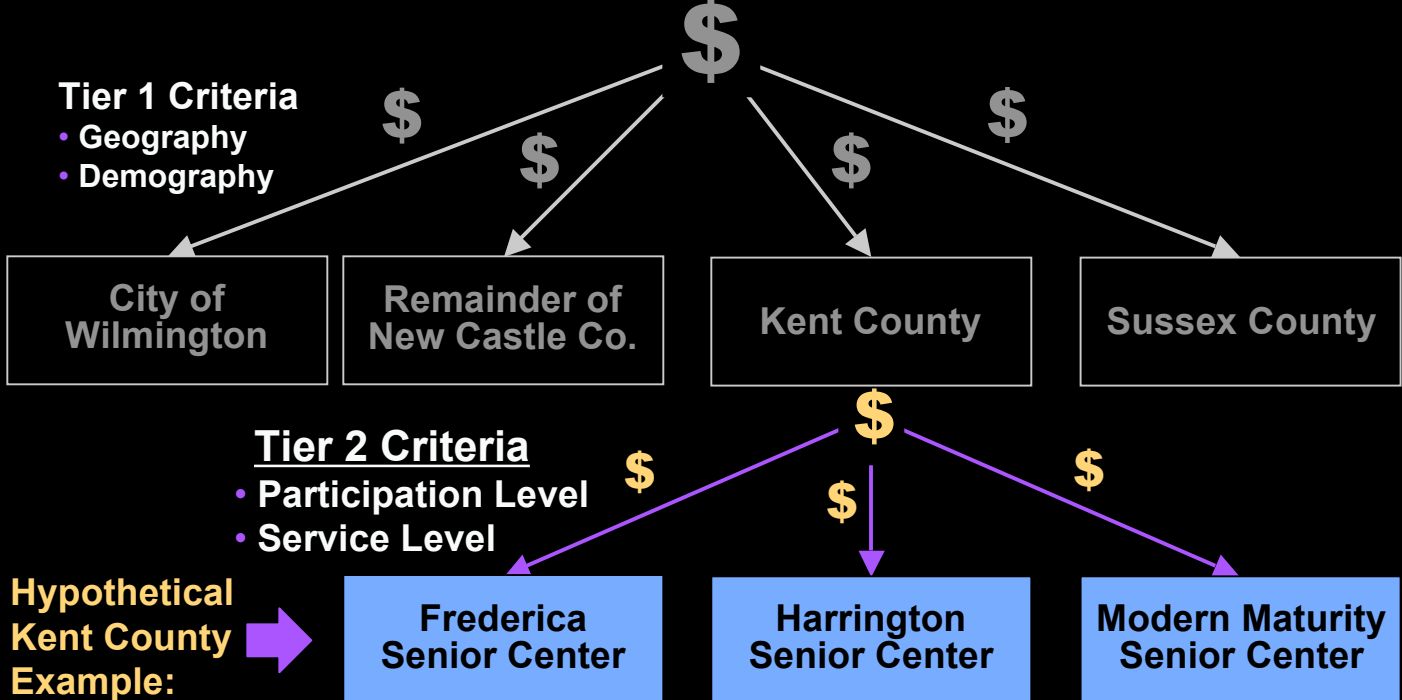 $
Tier 1 Criteria
• Geography
• Demography
$
$
$
$
City of
Wilmington
Remainder of
New Castle Co.
Kent County
Sussex County
$
Tier 2 Criteria
• Participation Level
• Service Level
$
$
$
Hypothetical
Kent County
Example:
Frederica
Senior Center
Harrington
Senior Center
Modern Maturity
Senior Center